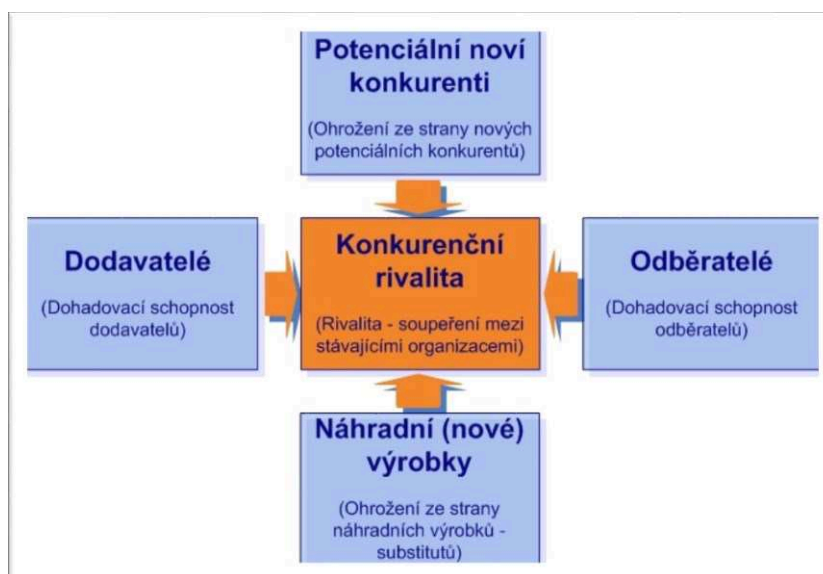 Potenciální noví
konkurenti
(Ohrožení ze strany nových
potenciálních konkurentů)
Dodavatelé
(Dohadovací schopnost
dodavatelů)
Konkurenční
rivalita
(Rivalita - soupeření mezi
stávajícími organizacemi)
Odběratelé
(Dohadovací schopnost
odběratelů)
Náhradní (nové)
výrobky
(Ohrožení ze strany
náhradních výrobků -
substitutů)